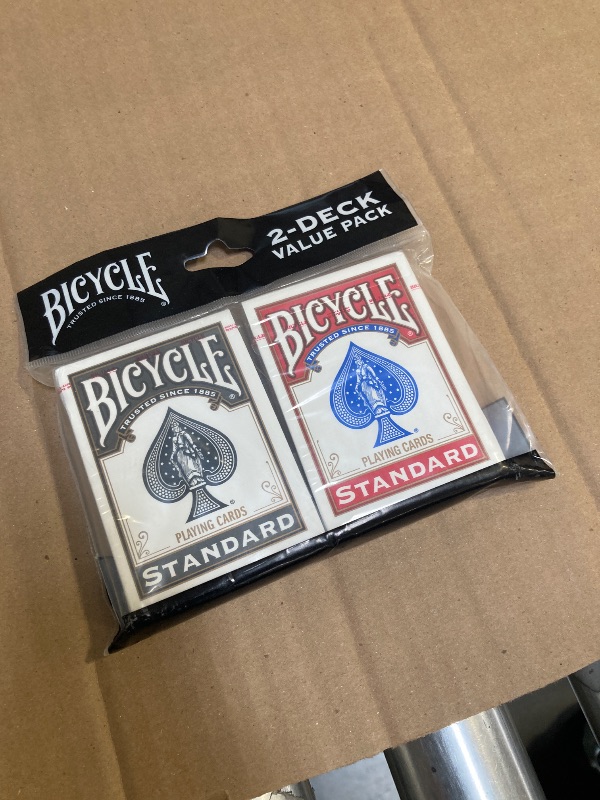 BICYCLE
TRUSTED SINCE 1885
®
2-DECK
VALUE PACK
BICYCLE®
TRUSTED SINCE 1885
®
PLAYING CARDS
STANDARD
BICYCLE®
TRUSTED SINCE 1885
®
PLAYING CARDS
STANDARD